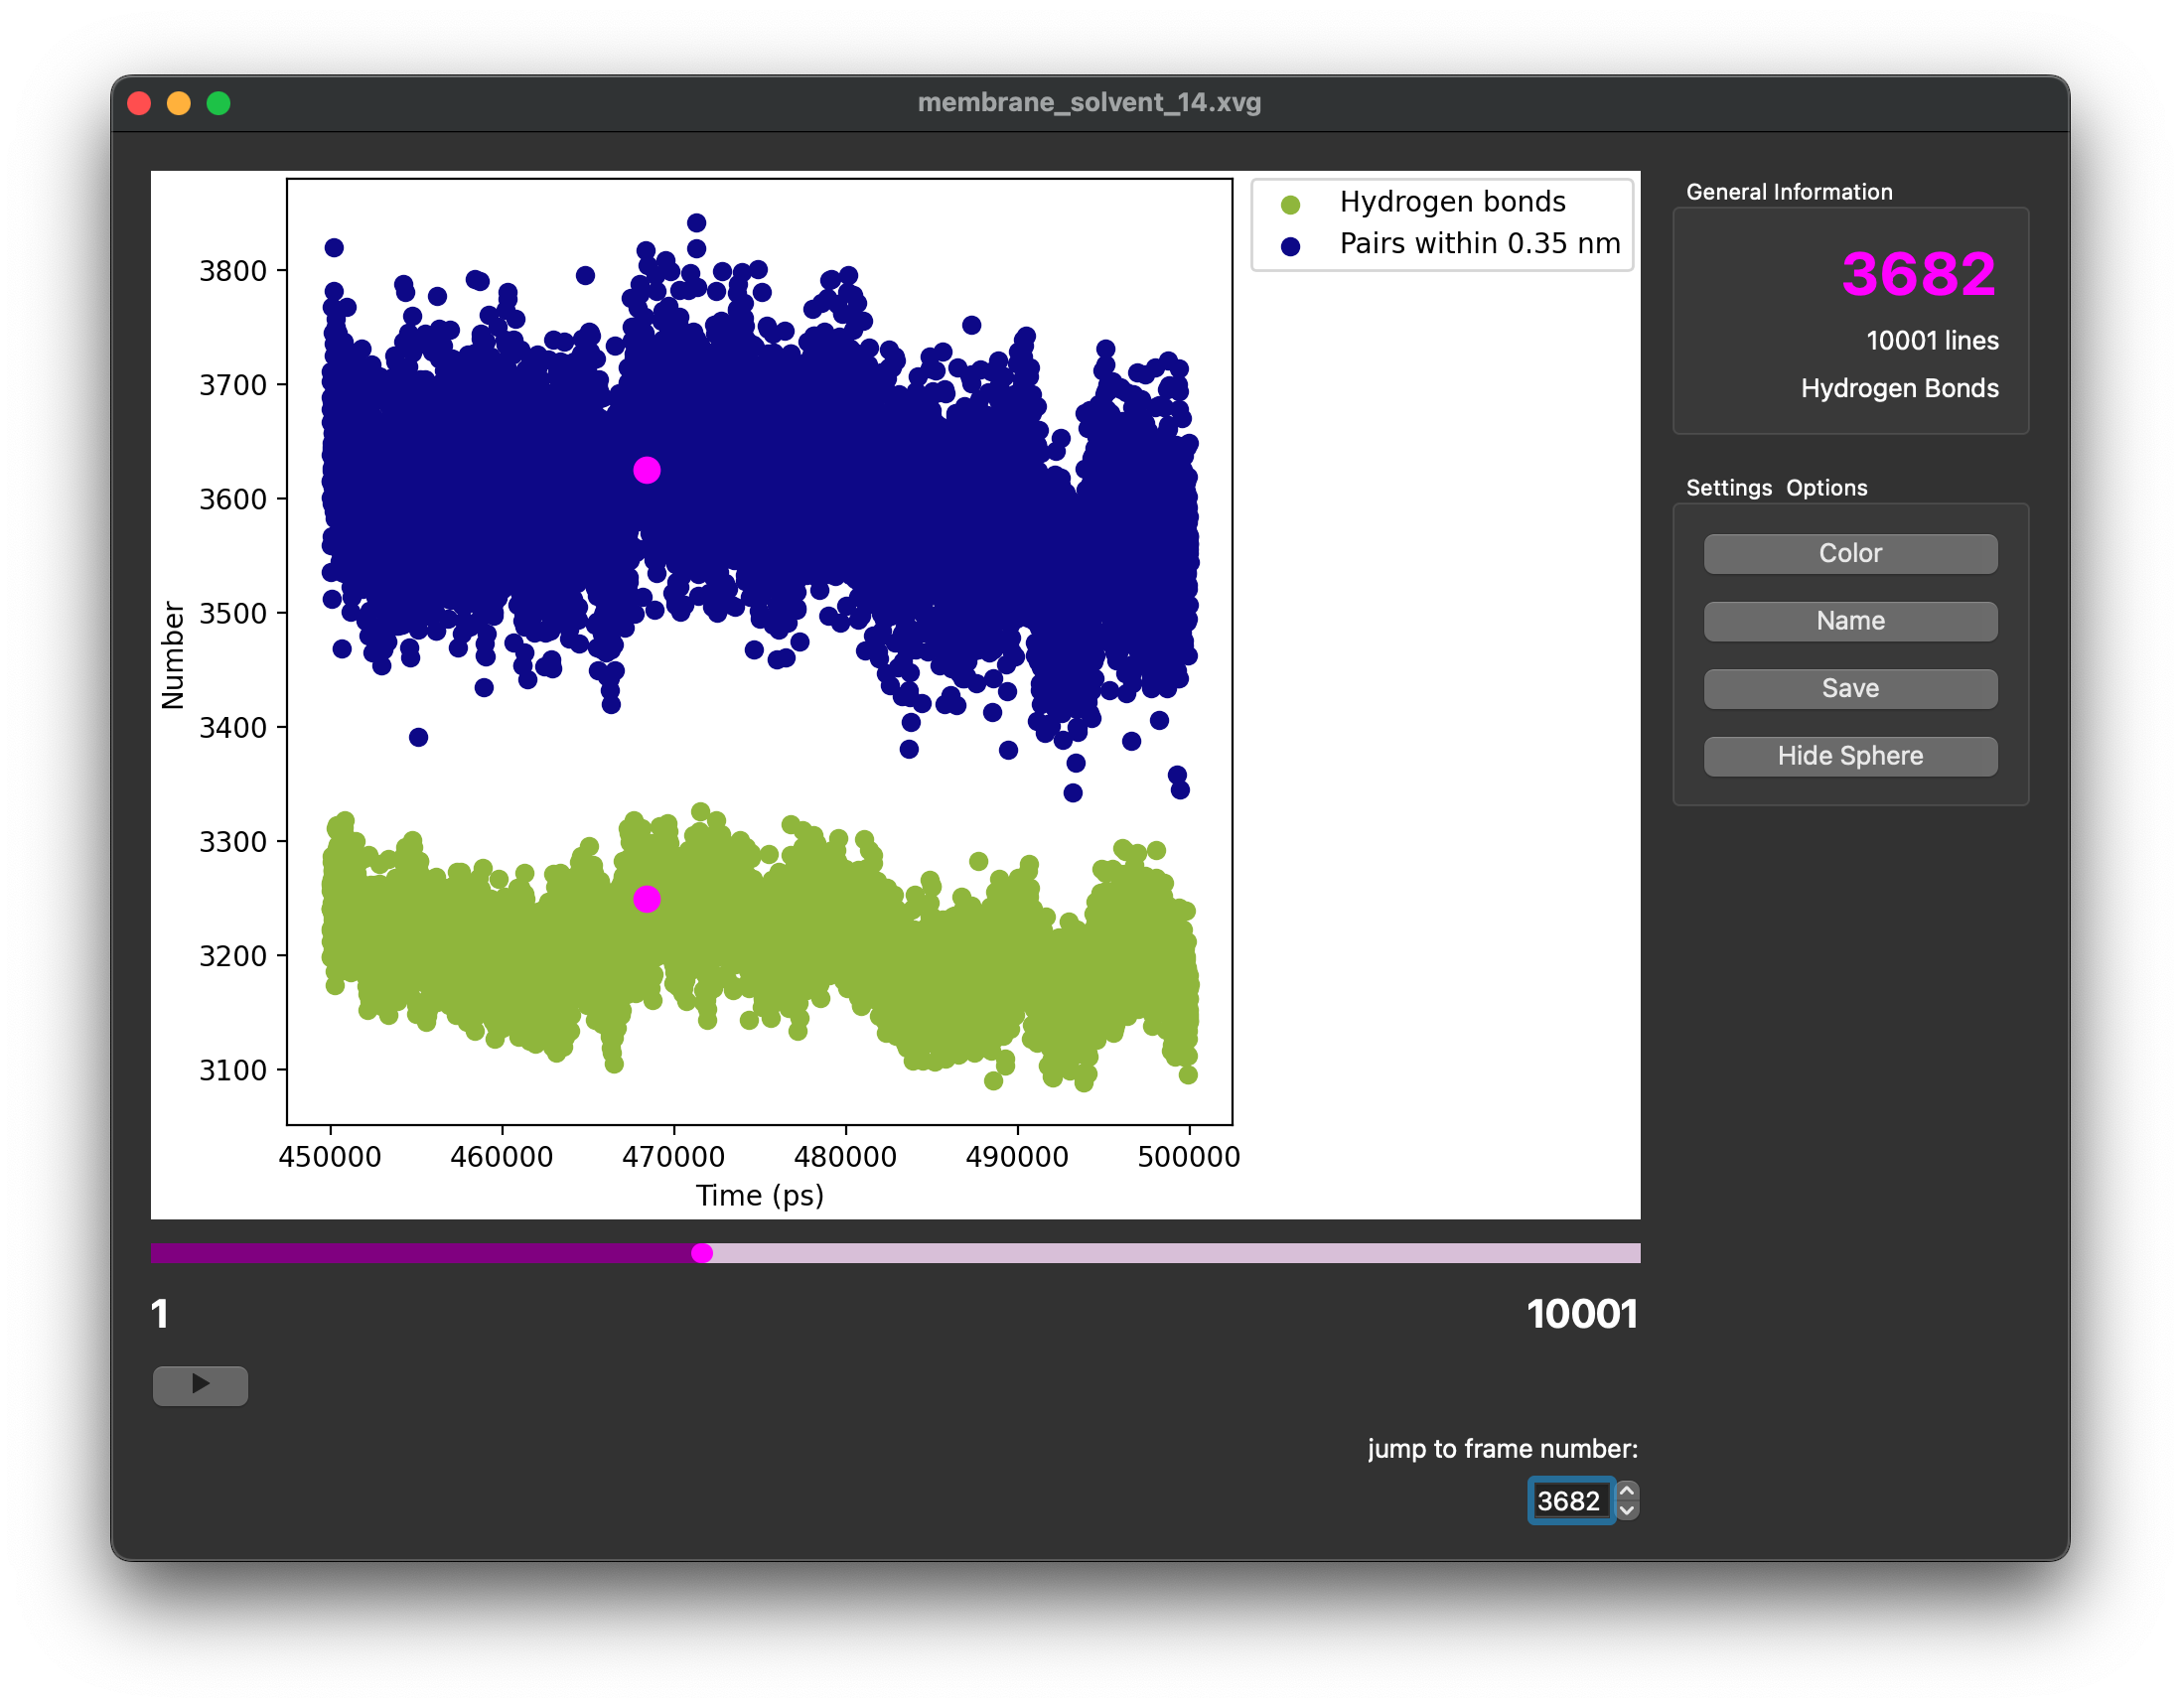 membrane_solvent_14.xvg
Hydrogen bonds
Pairs within 0.35 nm
3800
3700
3600
3500
3400
3300
3200
3100
Number
450000 460000 470000 480000 490000 500000
Time (ps)
General Information
3682
10001 lines
Hydrogen Bonds
Settings Options
Color
Name
Save
Hide Sphere
1
10001
jump to frame number:
3682